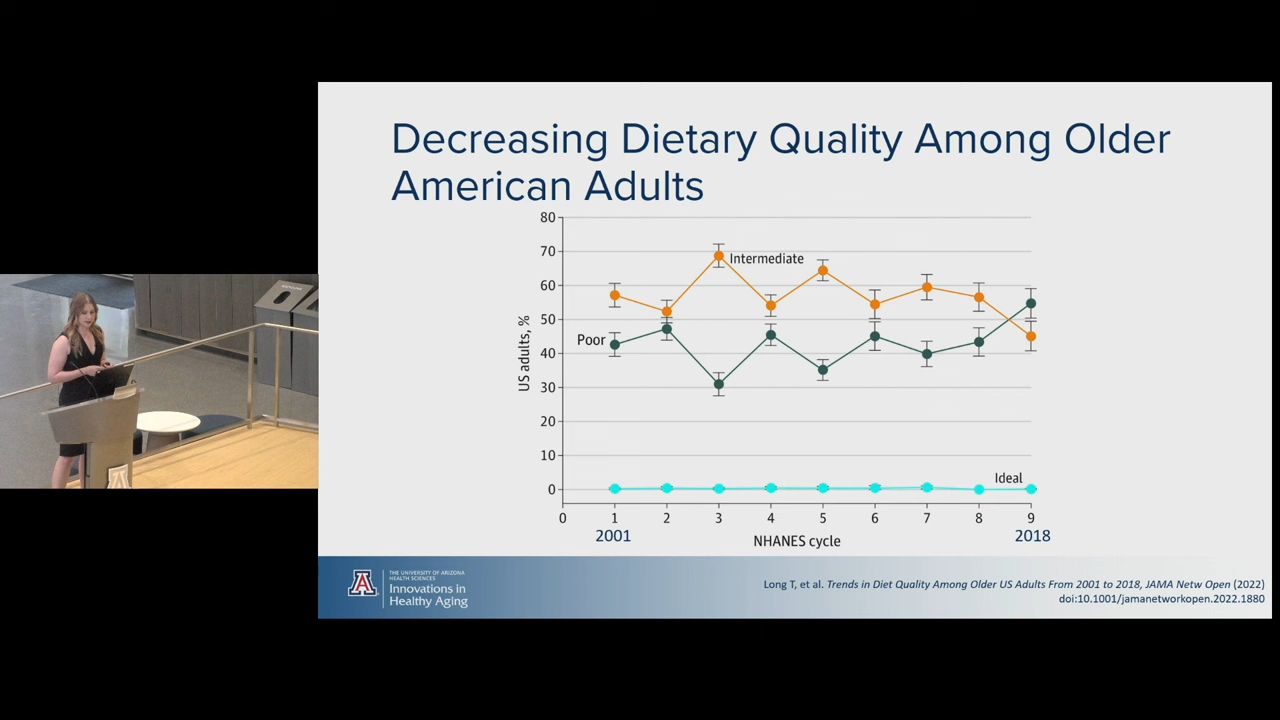 Decreasing Dietary Quality Among Older
American Adults
80
70
60
50
40
30
20
10
0
US adults, %
Intermediate
Poor
Ideal
0 1 2 3 4 5 6 7 8 9
2001 2018
NHANES cycle
THE UNIVERSITY OF ARIZONA
HEALTH SCIENCES
Innovations in
Healthy Aging
Long T, et al. Trends in Diet Quality Among Older US Adults From 2001 to 2018, JAMA Netw Open (2022)
doi:10.1001/jamanetworkopen.2022.1880
A
A